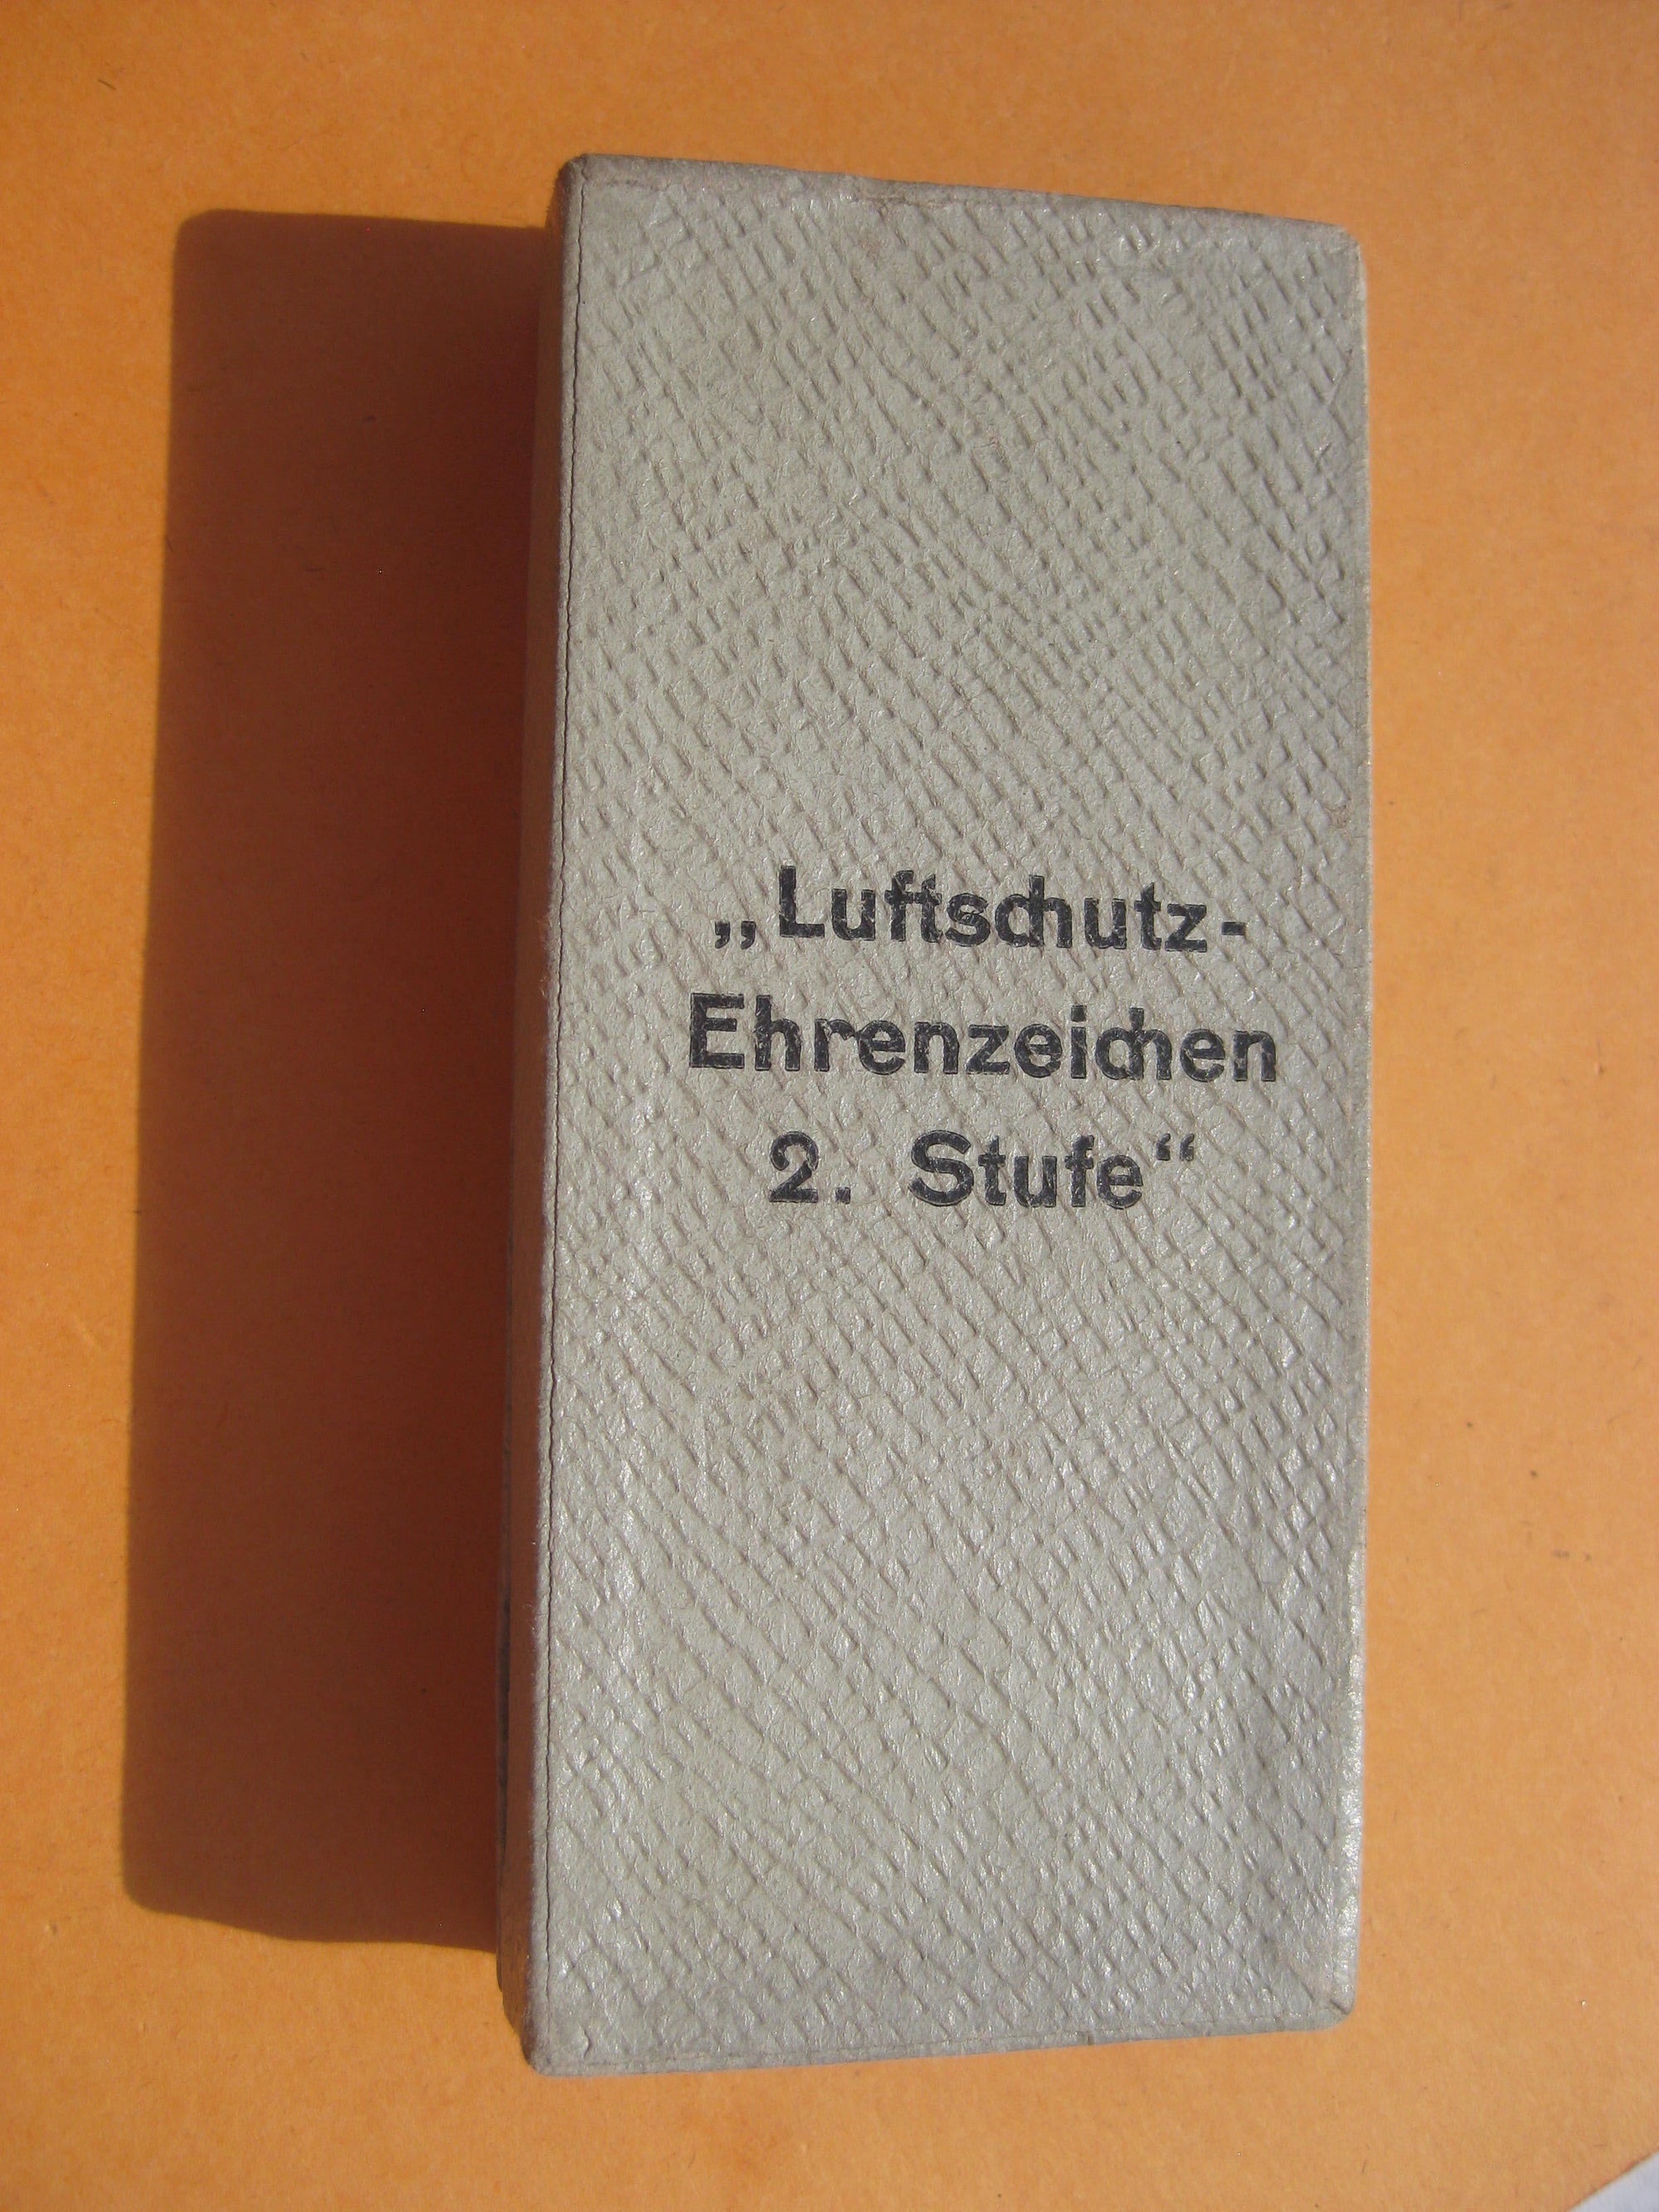 „Luftschutz-
Ehrenzeichen
2. Stufe“